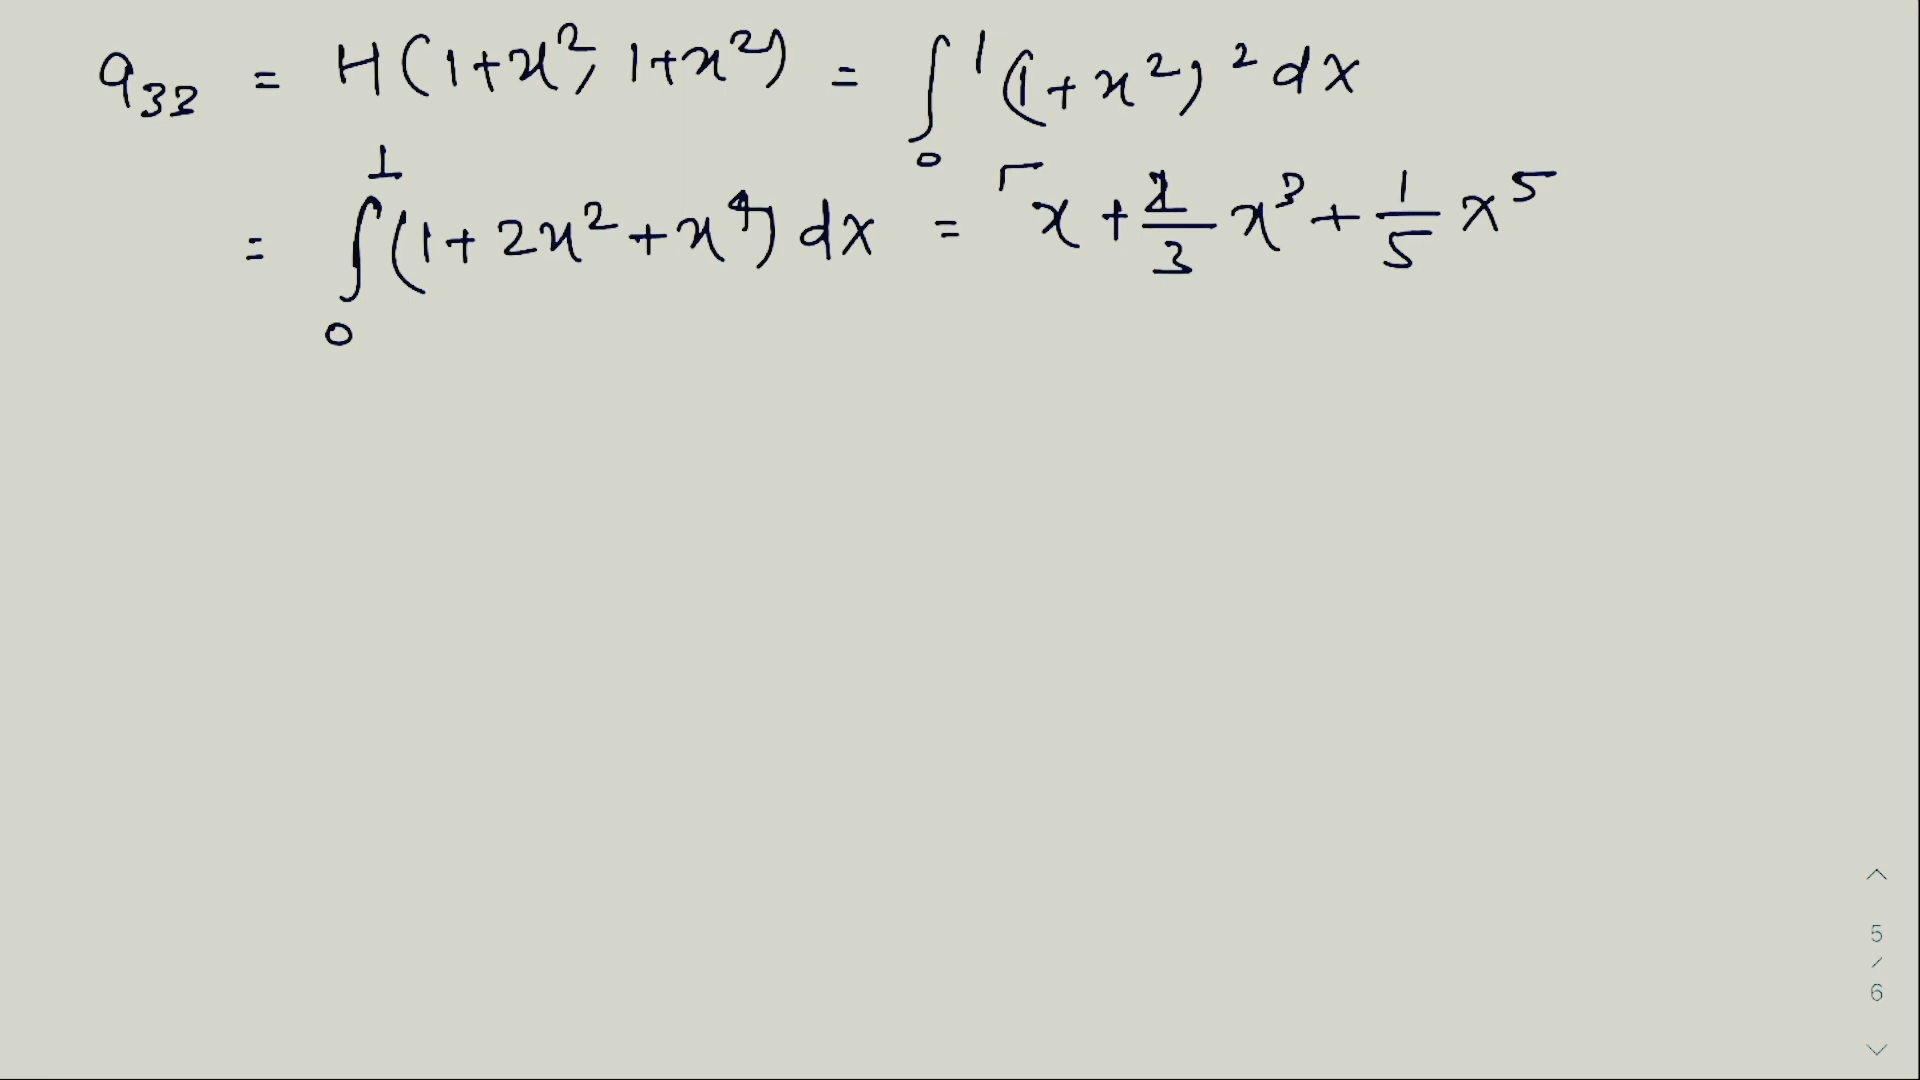 a₃₃ = H(1+x², 1+x²) = ∫₀¹ (1+x²)² dx
= ∫₀¹ (1+2x²+x⁴) dx = ⌈x + 2/3 x³ + 1/5 x⁵
5
/
6